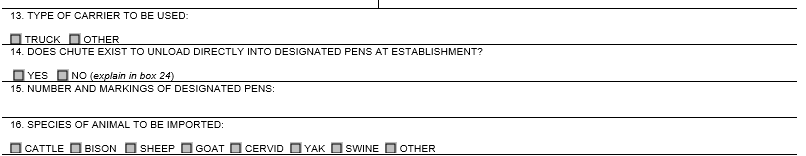 13. TYPE OF CARRIER TO BE USED:
TRUCK OTHER
14. DOES CHUTE EXIST TO UNLOAD DIRECTLY INTO DESIGNATED PENS AT ESTABLISHMENT?
YES NO (explain in box 24)
15. NUMBER AND MARKINGS OF DESIGNATED PENS:
16. SPECIES OF ANIMAL TO BE IMPORTED:
CATTLE BISON SHEEP GOAT CERVID YAK SWINE OTHER